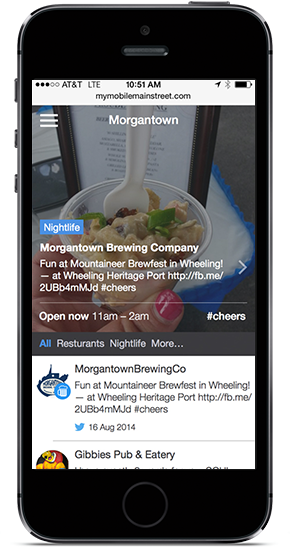 AT&T LTE 10:51 AM
mymobilemainstreet.com
Morgantown
Nightlife
Morgantown Brewing Company
Fun at Mountaineer Brewfest in Wheeling!
— at Wheeling Heritage Port http://fb.me/
2UBb4mMJd #cheers
Open now 11am – 2am #cheers
All Resturants Nightlife More...
MorgantownBrewingCo
Fun at Mountaineer Brewfest in Wheeling!
— at Wheeling Heritage Port http://fb.me/
2UBb4mMJd #cheers
16 Aug 2014
Gibbies Pub & Eatery